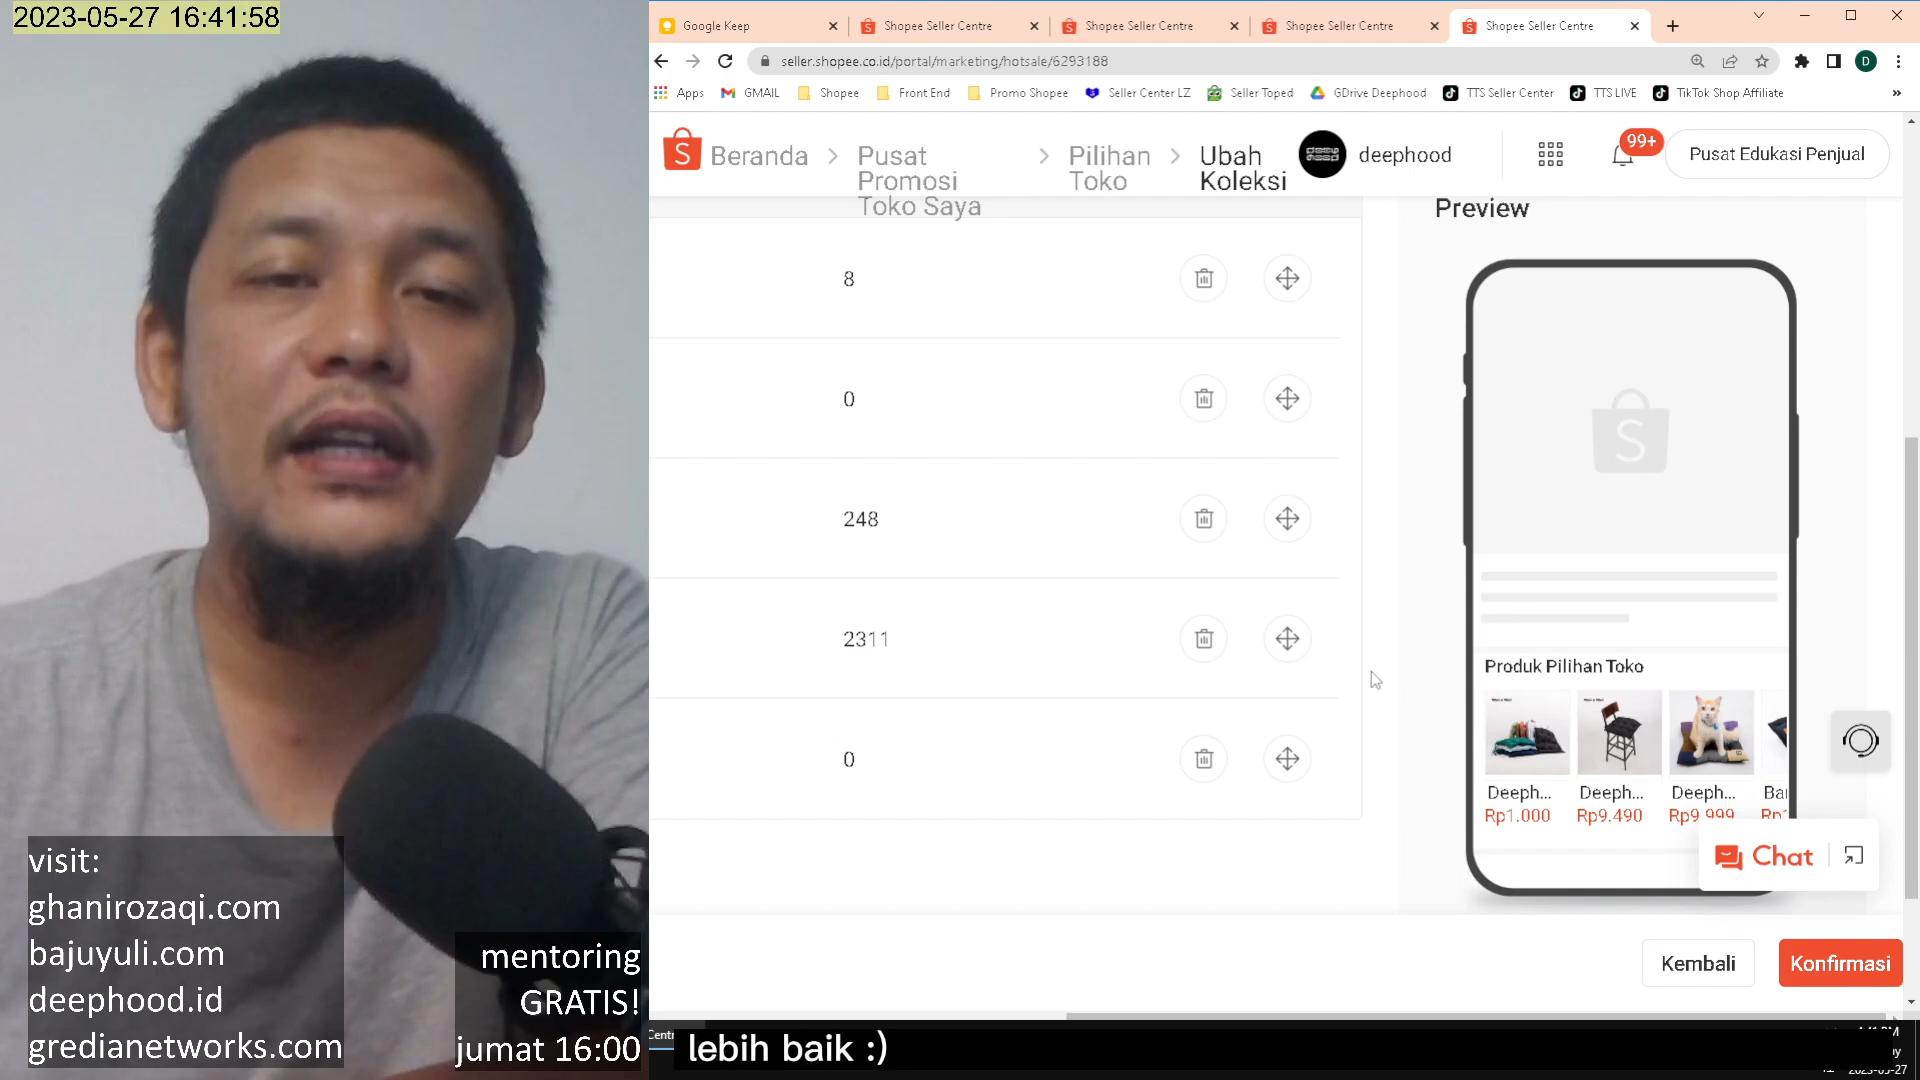 2023-05-27 16:41:58
Google Keep
Shopee Seller Centre
Shopee Seller Centre
Shopee Seller Centre
Shopee Seller Centre
seller.shopee.co.id/portal/marketing/hotsale/6293188
D
Apps
GMAIL
Shopee
Front End
Promo Shopee
Seller Center LZ
Seller Toped
GDrive Deephood
TTS Seller Center
TTS LIVE
TikTok Shop Affiliate
Beranda
Pusat Promosi Toko Saya
Pilihan Toko
Ubah Koleksi
deephood
99+
Pusat Edukasi Penjual
Preview
8
0
248
2311
0
Produk Pilihan Toko
Deeph...
Rp1.000
Deeph...
Rp9.490
Deeph...
Rp9.999
Chat
Kembali
Konfirmasi
visit:
ghanirozaqi.com
bajuyuli.com
deephood.id
gredianetworks.com
mentoring
GRATIS!
jumat 16:00
lebih baik :)